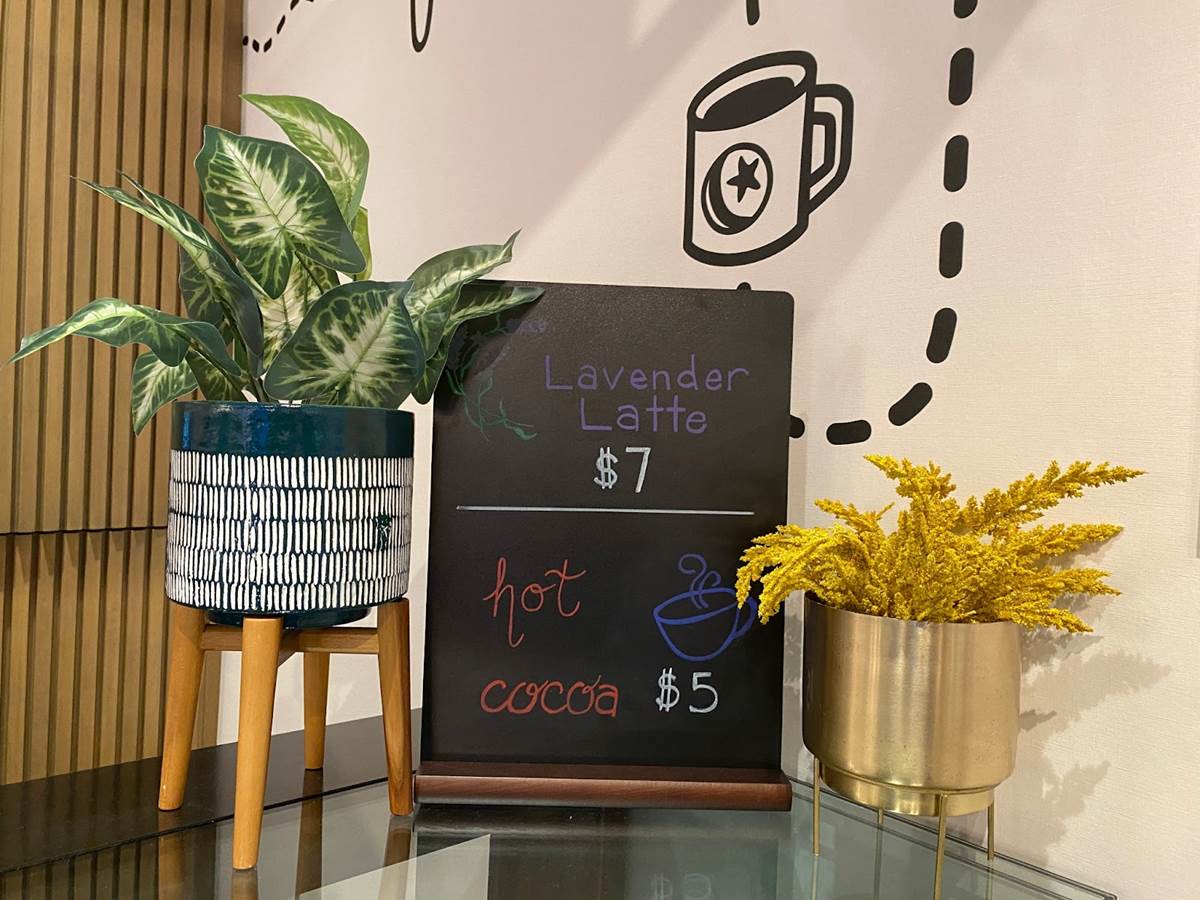 Lavender
Latte
$7
hot
cocoa $5